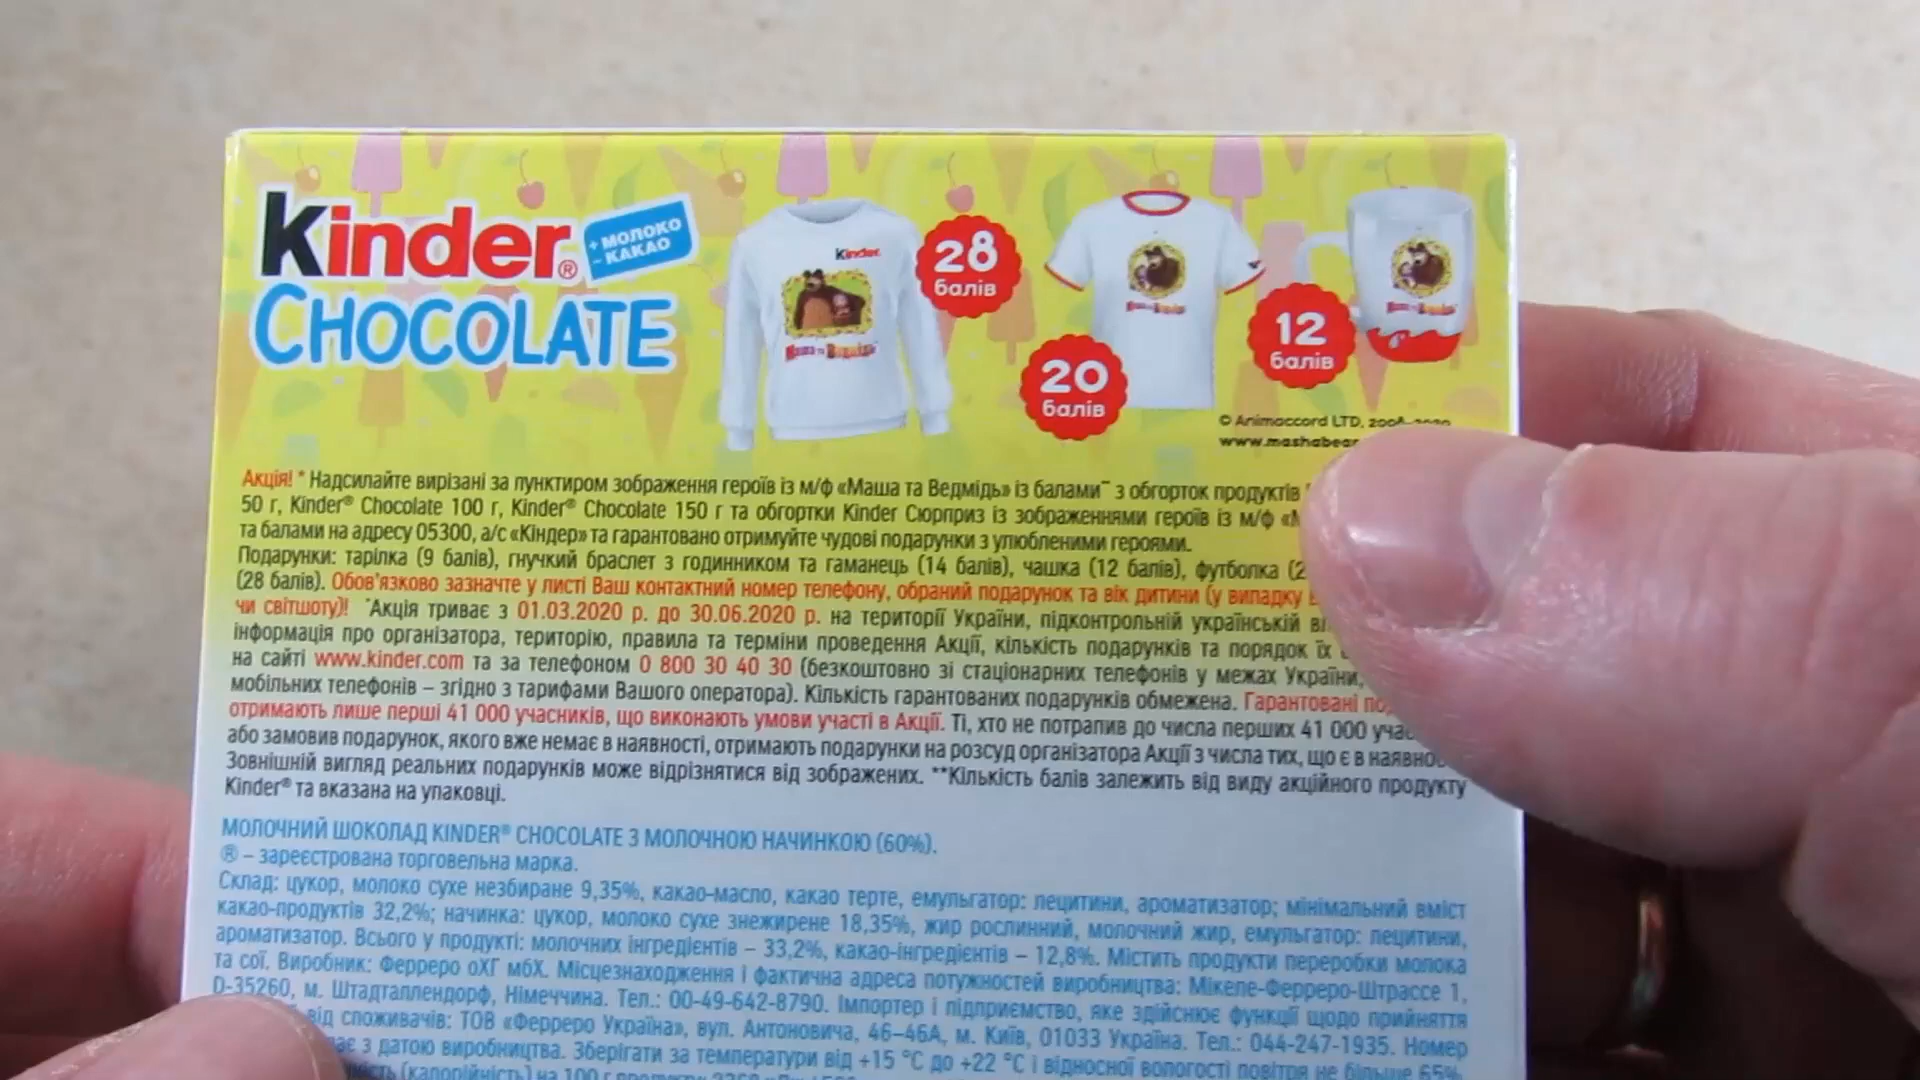 Kinder®
+ МОЛОКО
- КАКАО
CHOCOLATE
Kinder
Маша та Ведмідь
28
балів
20
балів
12
балів
© Animaccord LTD,
www.mashabear
Акція! * Надсилайте вирізані за пунктиром зображення героїв із м/ф «Маша та Ведмідь» із балами** з обгорток продуктів
50 г, Kinder® Chocolate 100 г, Kinder® Chocolate 150 г та обгортки Kinder Сюрприз із зображеннями героїв із м/ф
та балами на адресу 05300, а/с «Кіндер» та гарантовано отримуйте чудові подарунки з улюбленими героями.
Подарунки: тарілка (9 балів), гнучкий браслет з годинником та гаманець (14 балів), чашка (12 балів), футболка
(28 балів). Обов'язково зазначте у листі Ваш контактний номер телефону, обраний подарунок та вік дитини (у випадку
чи світшоту)! *Акція триває з 01.03.2020 р. до 30.06.2020 р. на території України, підконтрольній українській
інформація про організатора, територію, правила та терміни проведення Акції, кількість подарунків та порядок їх
на сайті www.kinder.com та за телефоном 0 800 30 40 30 (безкоштовно зі стаціонарних телефонів у межах України,
мобільних телефонів – згідно з тарифами Вашого оператора). Кількість гарантованих подарунків обмежена. Гарантовані
отримають лише перші 41 000 учасників, що виконають умови участі в Акції. Ті, хто не потрапив до числа перших 41 000
або замовив подарунок, якого вже немає в наявності, отримають подарунки на розсуд організатора Акції з числа тих, що є в
Зовнішній вигляд реальних подарунків може відрізнятися від зображених. **Кількість балів залежить від виду акційного продукту
Kinder® та вказана на упаковці.
МОЛОЧНИЙ ШОКОЛАД KINDER® CHOCOLATE З МОЛОЧНОЮ НАЧИНКОЮ (60%).
® – зареєстрована торговельна марка.
Склад: цукор, молоко сухе незбиране 9,35%, какао-масло, какао терте, емульгатор: лецитини, ароматизатор; мінімальний вміст
какао-продуктів 32,2%; начинка: цукор, молоко сухе знежирене 18,35%, жир рослинний, молочний жир, емульгатор: лецитини,
ароматизатор. Всього у продукті: молочних інгредієнтів – 33,2%, какао-інгредієнтів – 12,8%. Містить продукти переробки молока
та сої. Виробник: Ферреро оХГ мбХ. Місцезнаходження і фактична адреса потужностей виробництва: Мікеле-Ферреро-Штрассе 1,
D-35260, м. Штадталлендорф, Німеччина. Тел.: 00-49-642-8790. Імпортер і підприємство, яке здійснює функції щодо прийняття
від споживачів: ТОВ «Ферреро Україна», вул. Антоновича, 46-46А, м. Київ, 01033 Україна. Тел.: 044-247-1935. Номер
з датою виробництва. Зберігати за температури від +15 °С до +22 °С і відносної вологості повітря не більше 65%.
(калорійність) на 100 г продукту: